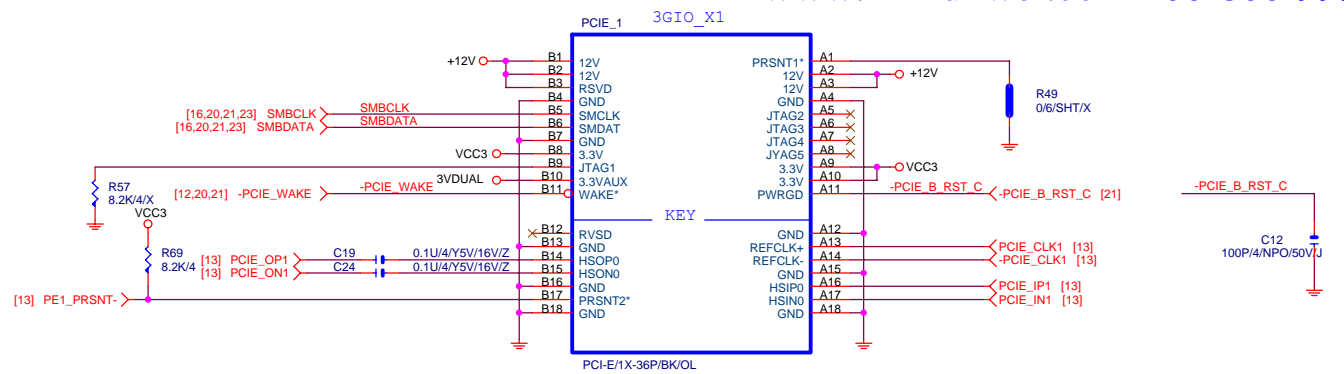 3GIO_X1
PCIE_1
+12V
B1 12V
B2 12V
B3 RSVD
B4 GND
[16,20,21,23] SMBCLK SMBCLK B5 SMCLK
[16,20,21,23] SMBDATA SMBDATA B6 SMDAT
B7 GND
VCC3 B8 3.3V
B9 JTAG1
3VDUAL B10 3.3VAUX
[12,20,21] -PCIE_WAKE -PCIE_WAKE B11 WAKE*
R57
8.2K/4/X
VCC3
R69
8.2K/4
KEY
B12 RVSD
B13 GND
[13] PCIE_OP1 C19 0.1U/4/Y5V/16V/Z B14 HSOP0
[13] PCIE_ON1 C24 0.1U/4/Y5V/16V/Z B15 HSON0
B16 GND
[13] PE1_PRSNT- B17 PRSNT2*
B18 GND
PRSNT1* A1
12V A2 +12V
12V A3
GND A4
JTAG2 A5
JTAG3 A6
JTAG4 A7
JYAG5 A8
3.3V A9 VCC3
3.3V A10
PWRGD A11 -PCIE_B_RST_C -PCIE_B_RST_C [21]
GND A12
REFCLK+ A13 PCIE_CLK1 [13]
REFCLK- A14 -PCIE_CLK1 [13]
GND A15
HSIP0 A16 PCIE_IP1 [13]
HSIN0 A17 PCIE_IN1 [13]
GND A18
R49
0/6/SHT/X
-PCIE_B_RST_C
C12
100P/4/NPO/50V/J
PCI-E/1X-36P/BK/OL